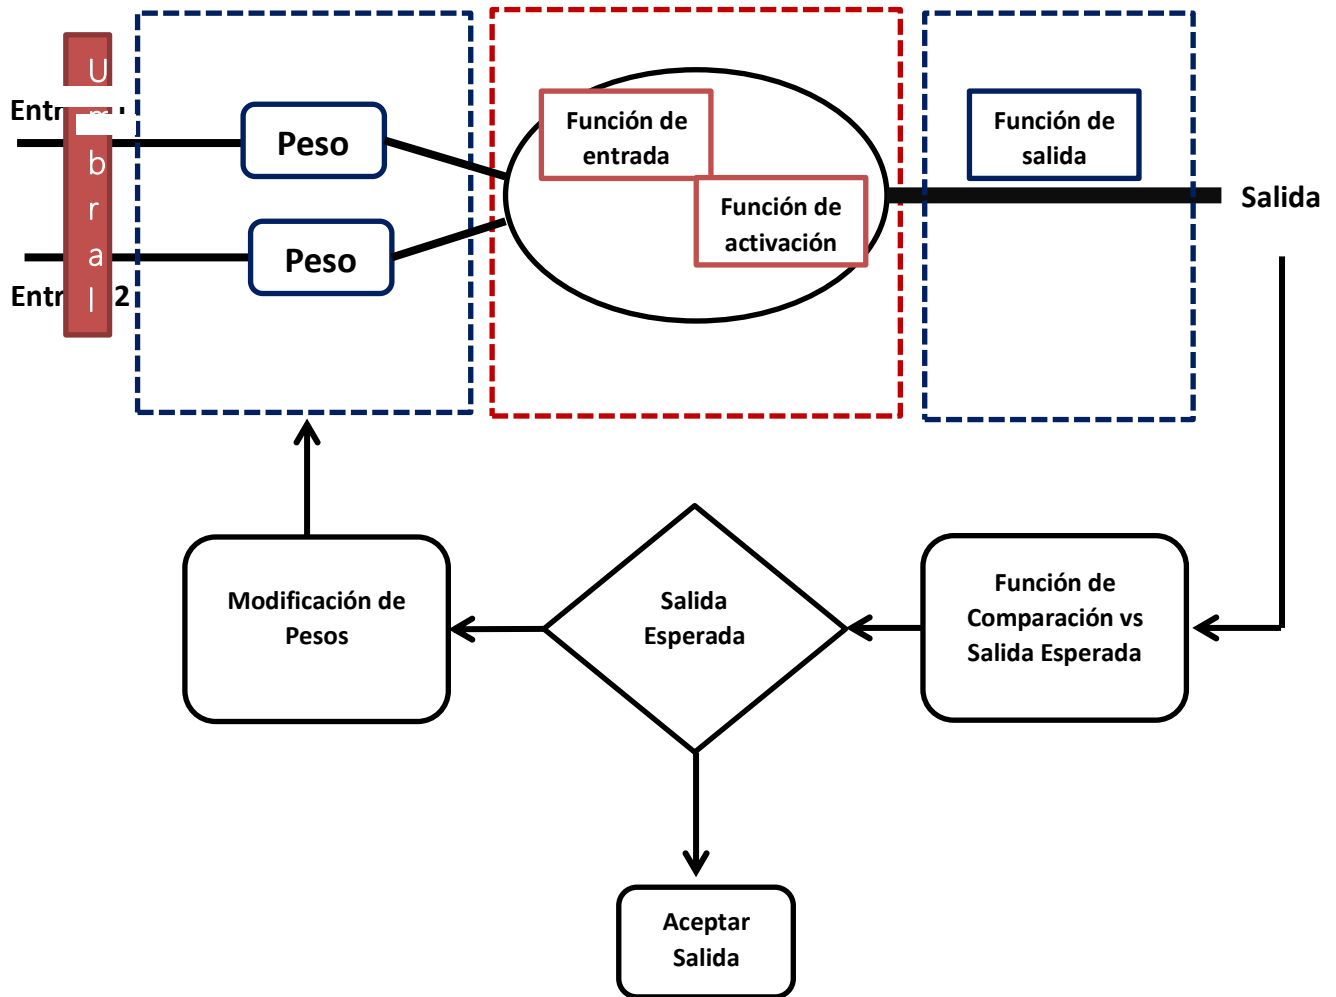 Umbral
Entr
Peso
Peso
Entr 2
Función de
entrada
Función de
activación
Función de
salida
Salida
Modificación de
Pesos
Salida
Esperada
Función de
Comparación vs
Salida Esperada
Aceptar
Salida